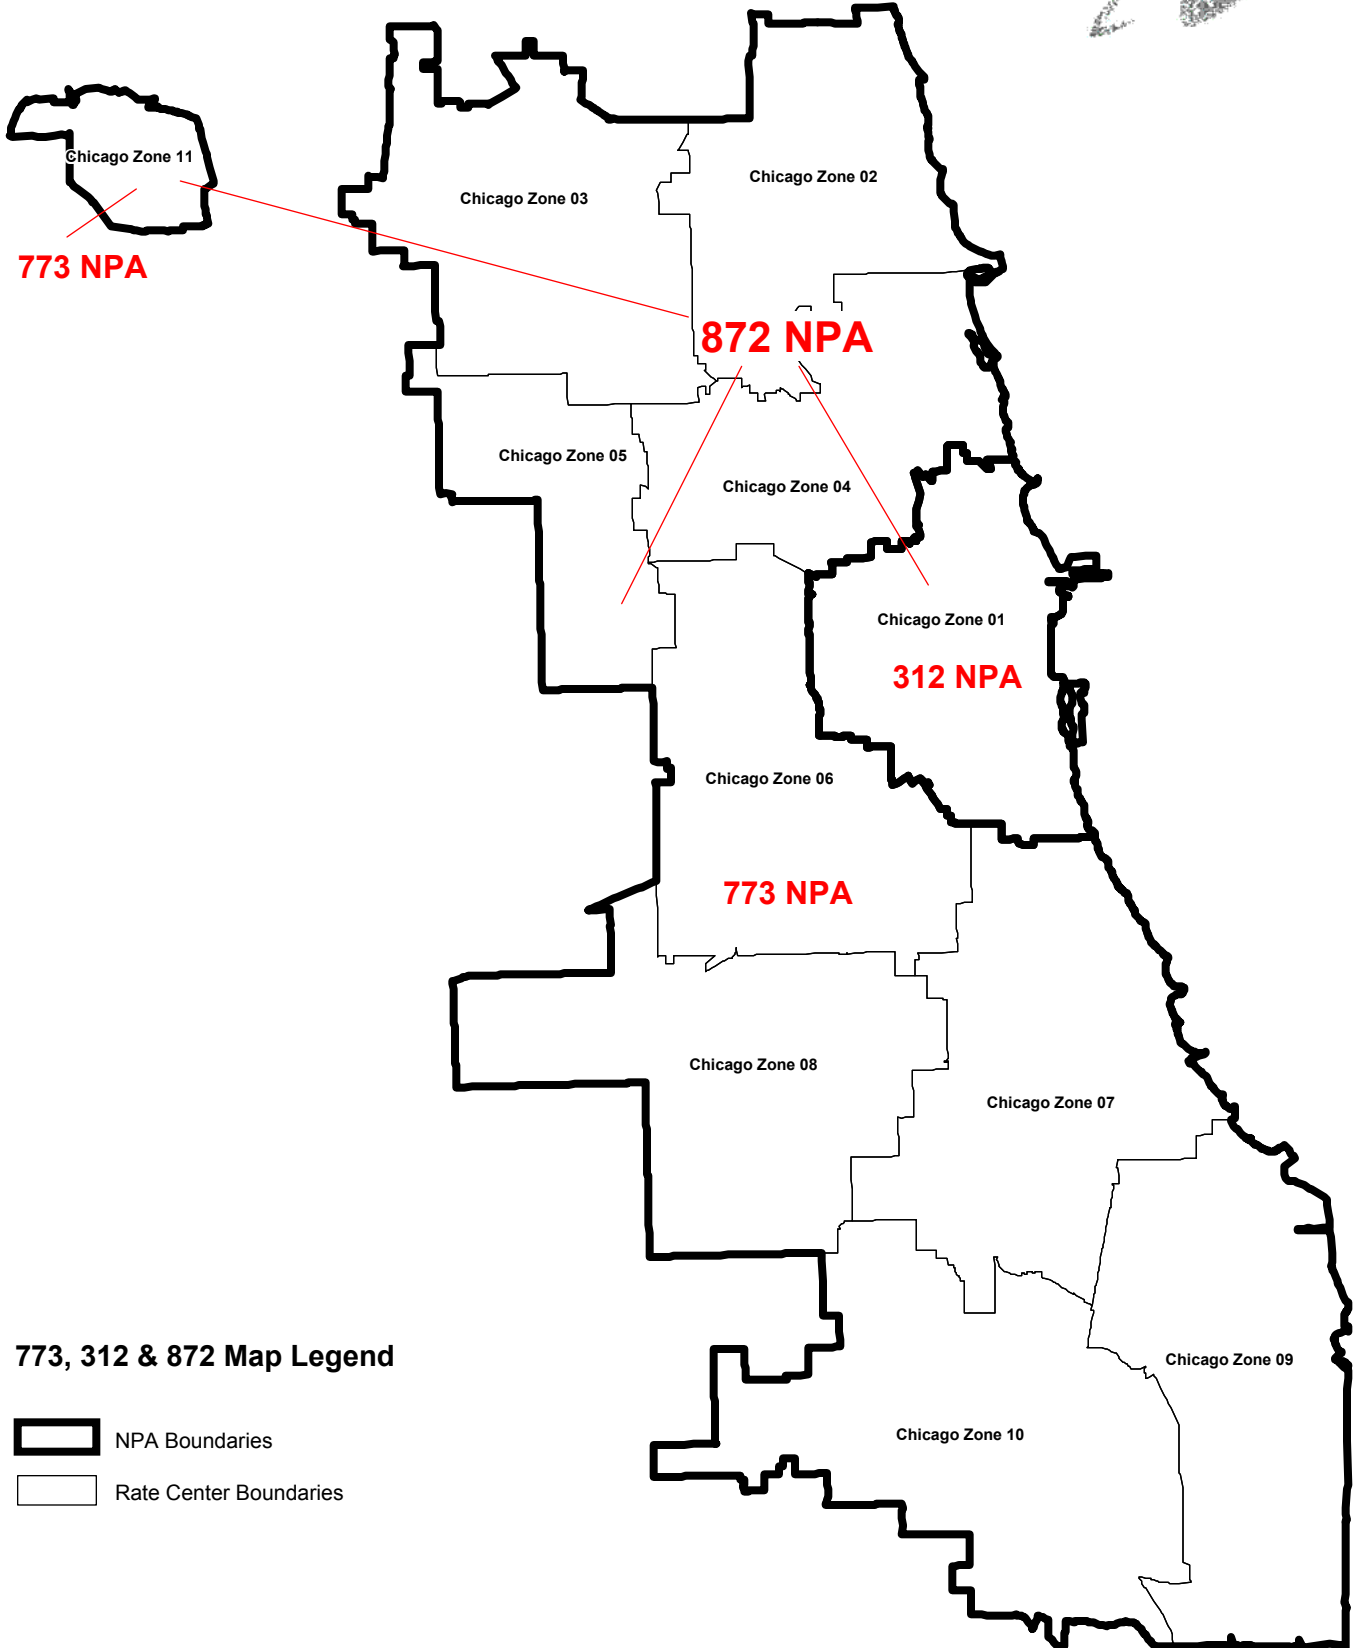 Chicago Zone 11
Chicago Zone 02
Chicago Zone 03
773 NPA
872 NPA
Chicago Zone 05
Chicago Zone 04
Chicago Zone 01
312 NPA
Chicago Zone 06
773 NPA
Chicago Zone 08
Chicago Zone 07
Chicago Zone 09
Chicago Zone 10
773, 312 & 872 Map Legend
NPA Boundaries
Rate Center Boundaries